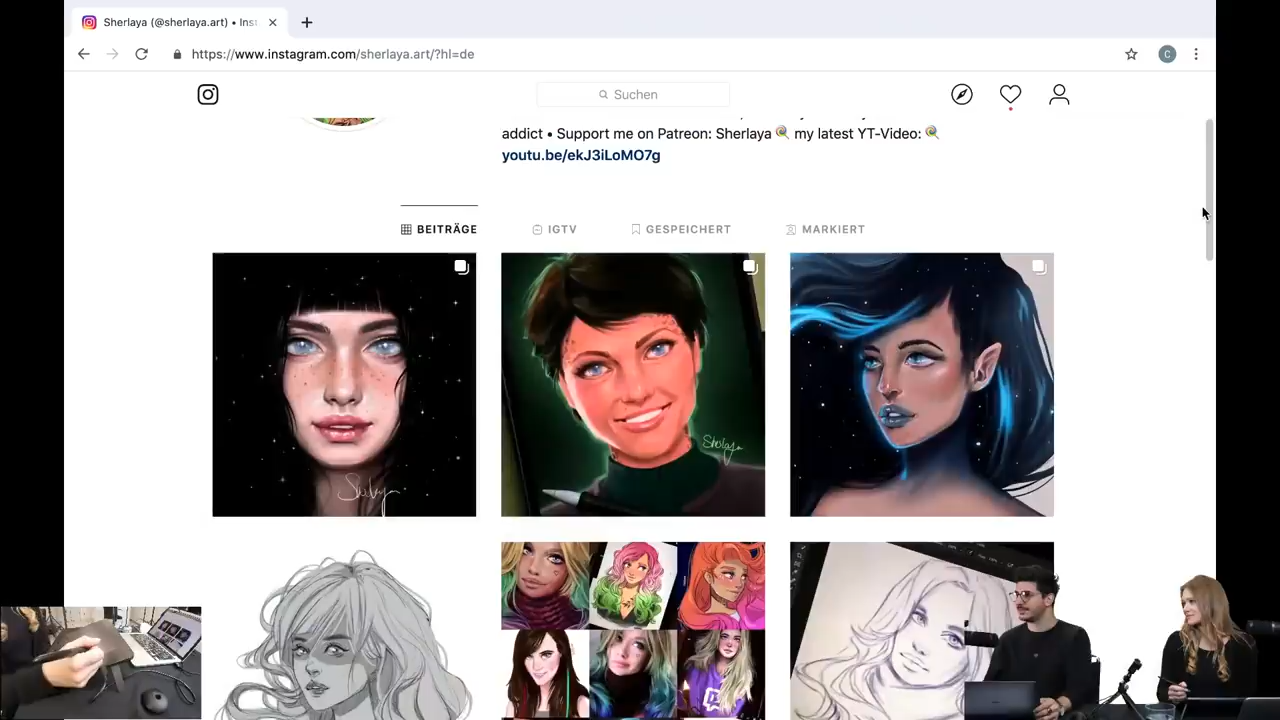 Sherlaya (@sherlaya.art) • Ins
https://www.instagram.com/sherlaya.art/?hl=de
C
Suchen
addict • Support me on Patreon: Sherlaya 🍭 my latest YT-Video: 🍭
youtu.be/ekJ3iLoMO7g
BEITRÄGE
IGTV
GESPEICHERT
MARKIERT
Sherlaya